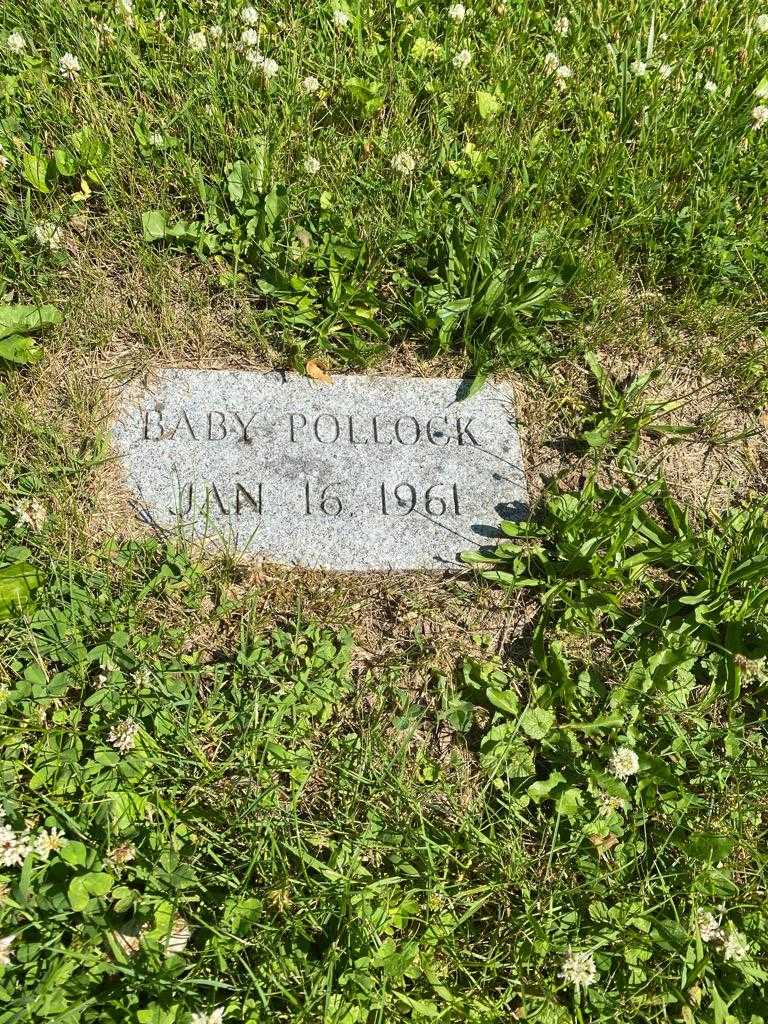 BABY POLLOCK
JAN 16, 1961